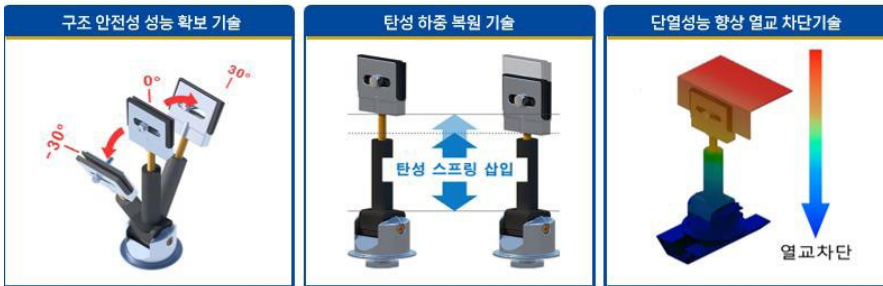 구조 안전성 성능 확보 기술
-30°
0°
30°
탄성 하중 복원 기술
탄성 스프링 삽입
단열성능 향상 열교 차단기술
열교차단